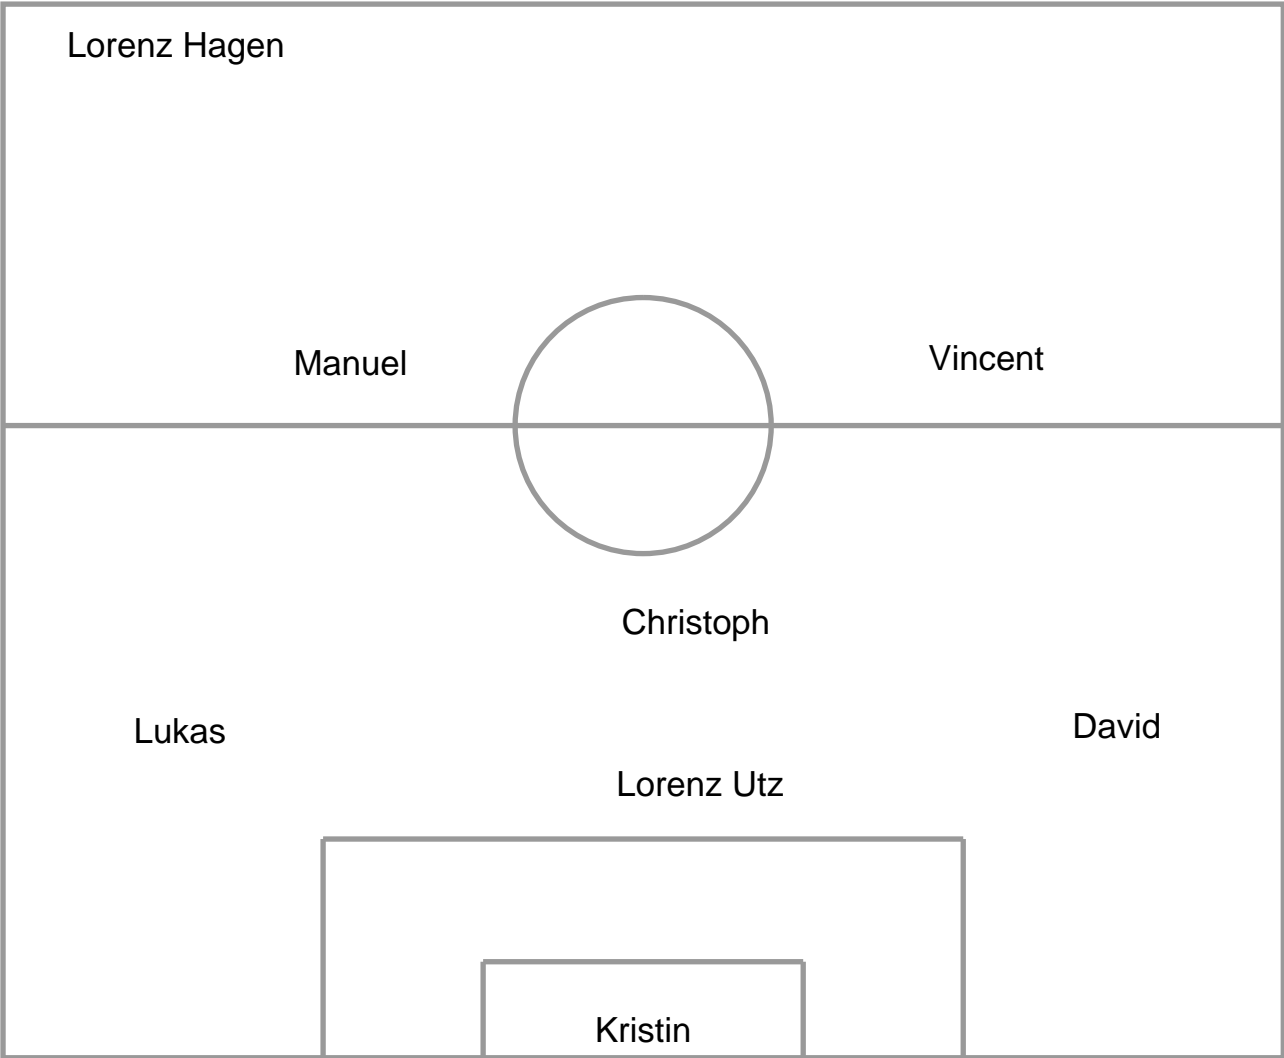 Lorenz Hagen
Manuel
Vincent
Christoph
Lukas
David
Lorenz Utz
Kristin